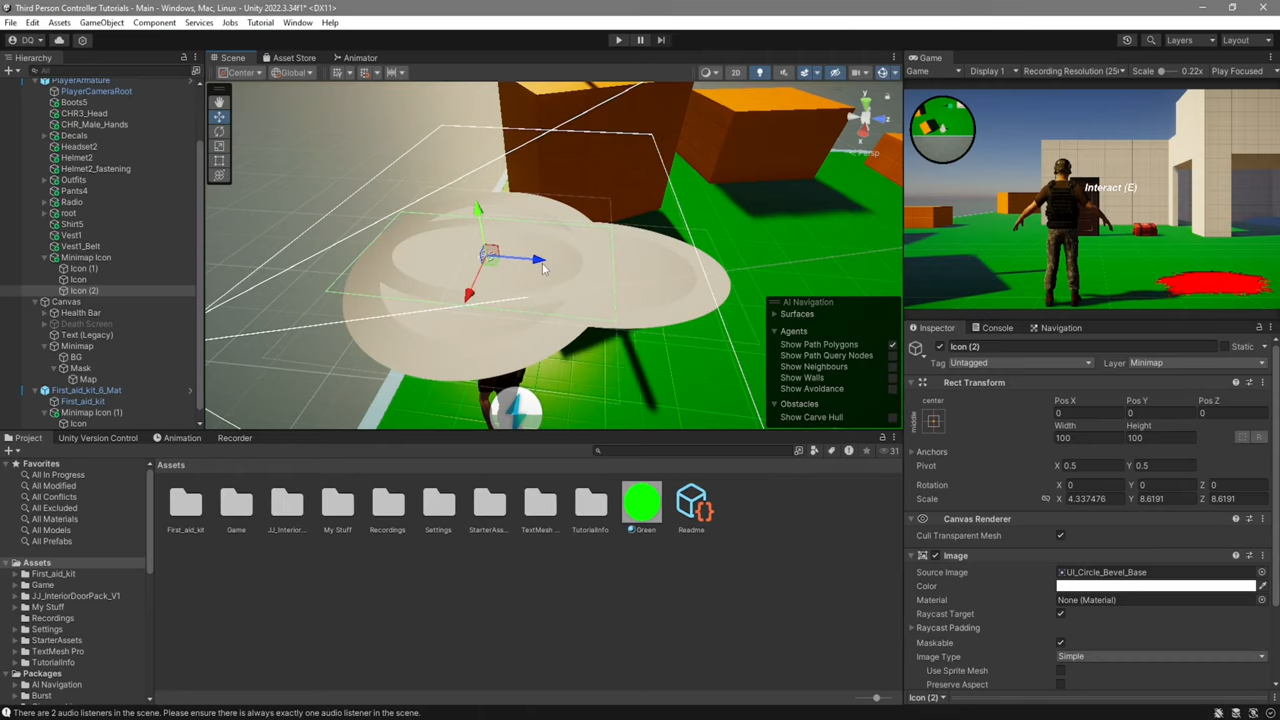 Third Person Controller Tutorials - Main - Windows, Mac, Linux - Unity 2022.3.34f1* <DX11>
File Edit Assets GameObject Component Services Jobs Tutorial Window Help
DQ
Layers
Layout
Hierarchy
All
PlayerArmature
PlayerCameraRoot
Boots5
CHR3_Head
CHR_Male_Hands
Decals
Headset2
Helmet2
Helmet2_fastening
Outfits
Pants4
Radio
root
Shirt5
Vest1
Vest1_Belt
Minimap Icon
Icon (1)
Icon
Icon (2)
Canvas
Health Bar
Death Screen
Text (Legacy)
Minimap
BG
Mask
Map
First_aid_kit_6_Mat
First_aid_kit
Minimap Icon (1)
Icon
Scene Asset Store Animator
Center Global
2D
y
z
x
Persp
AI Navigation
Surfaces
Agents
Show Path Polygons
Show Path Query Nodes
Show Neighbours
Show Walls
Show Avoidance
Obstacles
Show Carve Hull
Game
Game Display 1 Recording Resolution (25 Scale 0.22x Play Focused
Interact (E)
Inspector Console Navigation
Icon (2) Static
Tag Untagged Layer Minimap
Rect Transform
center
middle
Pos X Pos Y Pos Z
0 0 0
Width Height
100 100
R
Anchors
Pivot X 0.5 Y 0.5
Rotation X 0 Y 0 Z 0
Scale X 4.337476 Y 8.6191 Z 8.6191
Canvas Renderer
Cull Transparent Mesh
Image
Source Image UI_Circle_Bevel_Base
Color
Material None (Material)
Raycast Target
Raycast Padding
Maskable
Image Type Simple
Use Sprite Mesh
Preserve Aspect
Icon (2)
Project Unity Version Control Animation Recorder
31
Favorites
All In Progress
All Modified
All Conflicts
All Excluded
All Materials
All Models
All Prefabs
Assets
First_aid_kit
Game
JJ_InteriorDoorPack_V1
My Stuff
Recordings
Settings
StarterAssets
TextMesh Pro
TutorialInfo
Packages
AI Navigation
Burst
Assets
First_aid_kit Game JJ_Interior... My Stuff Recordings Settings StarterAss... TextMesh ... TutorialInfo Green Readme
There are 2 audio listeners in the scene. Please ensure there is always exactly one audio listener in the scene.